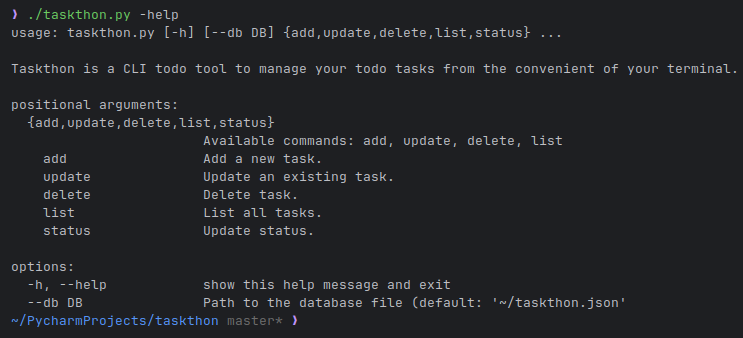 ❯ ./taskthon.py -help
usage: taskthon.py [-h] [--db DB] {add,update,delete,list,status} ...

Taskthon is a CLI todo tool to manage your todo tasks from the convenient of your terminal.

positional arguments:
  {add,update,delete,list,status}
                        Available commands: add, update, delete, list
    add                 Add a new task.
    update              Update an existing task.
    delete              Delete task.
    list                List all tasks.
    status              Update status.

options:
  -h, --help            show this help message and exit
  --db DB               Path to the database file (default: '~/taskthon.json'
~/PycharmProjects/taskthon master* ❯